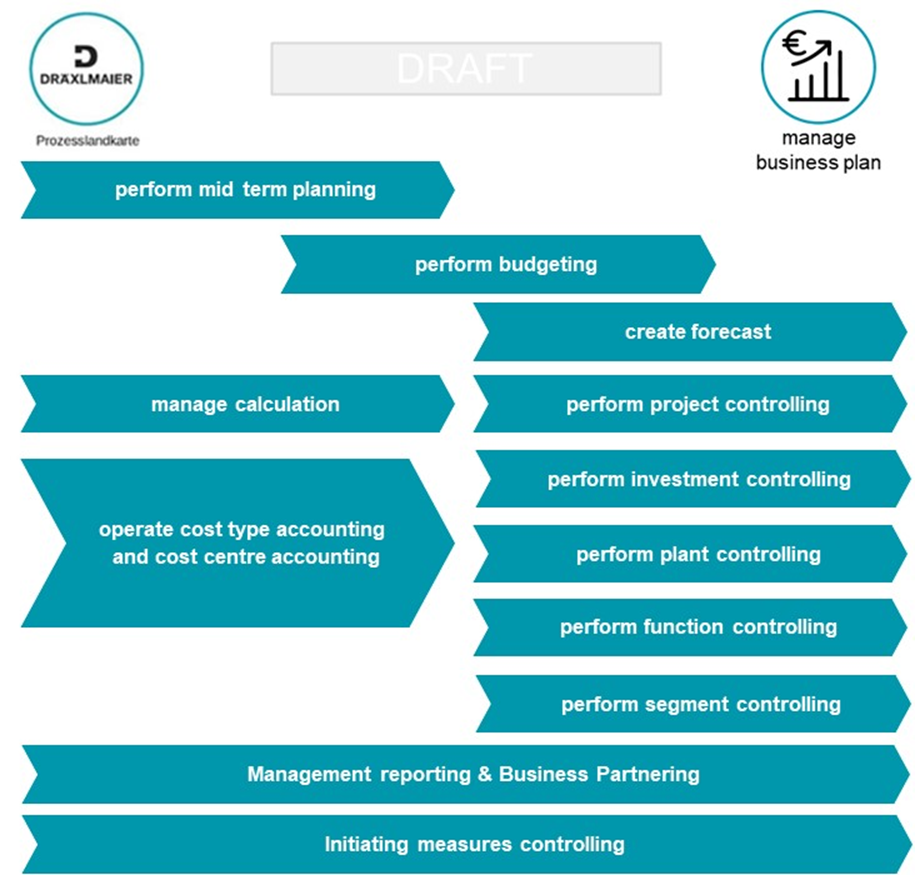 DRÄXLMAIER
Prozesslandkarte
DRAFT
€
manage
business plan
perform mid term planning
perform budgeting
create forecast
manage calculation
perform project controlling
perform investment controlling
operate cost type accounting
and cost centre accounting
perform plant controlling
perform function controlling
perform segment controlling
Management reporting & Business Partnering
Initiating measures controlling